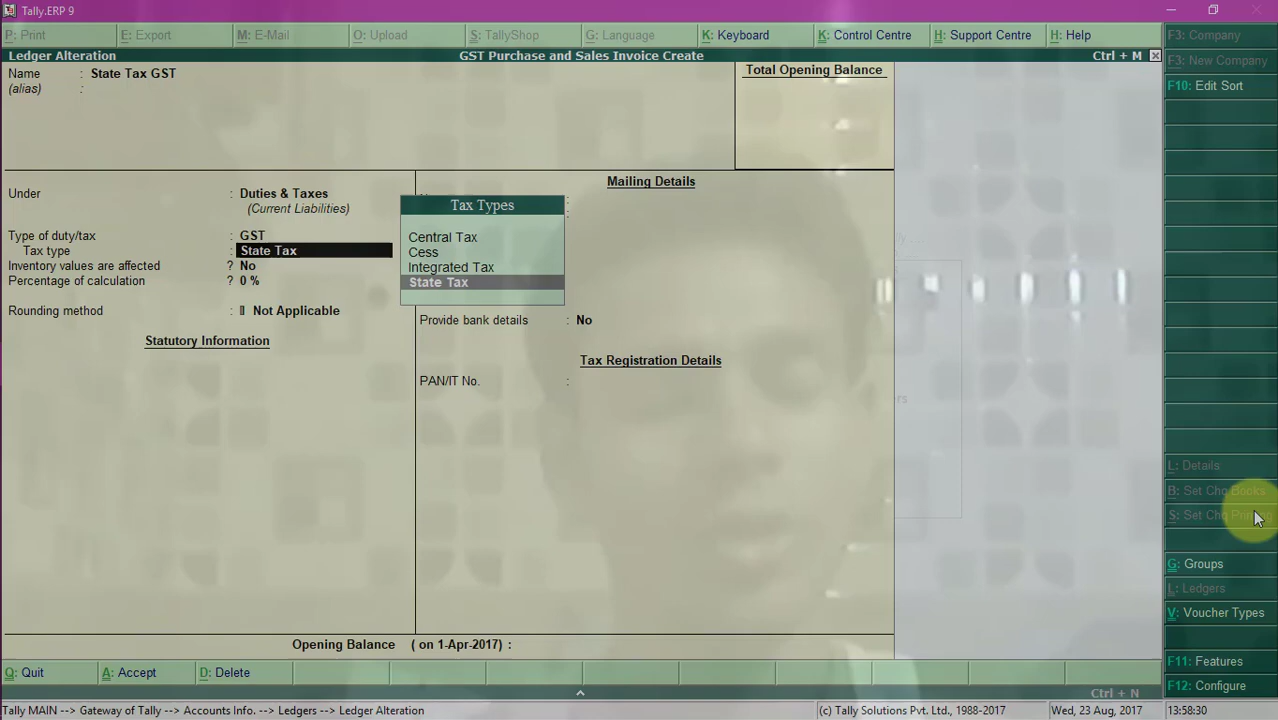 Tally.ERP 9
P: Print
E: Export
M: E-Mail
O: Upload
S: TallyShop
G: Language
K: Keyboard
K: Control Centre
H: Support Centre
H: Help
F3: Company
Ledger Alteration
GST Purchase and Sales Invoice Create
Ctrl + M
F3: New Company
Name : State Tax GST
(alias) :
Total Opening Balance
F10: Edit Sort
Under : Duties & Taxes
(Current Liabilities)
Type of duty/tax : GST
Tax type : State Tax
Inventory values are affected ? No
Percentage of calculation ? 0 %
Rounding method : Not Applicable
Statutory Information
Tax Types
Central Tax
Cess
Integrated Tax
State Tax
Mailing Details
Provide bank details : No
Tax Registration Details
PAN/IT No. :
Opening Balance ( on 1-Apr-2017) :
L: Details
B: Set Chq Books
S: Set Chq Printing
G: Groups
L: Ledgers
V: Voucher Types
F11: Features
F12: Configure
Q: Quit
A: Accept
D: Delete
Ctrl + N
Tally MAIN --> Gateway of Tally --> Accounts Info. --> Ledgers --> Ledger Alteration
(c) Tally Solutions Pvt. Ltd., 1988-2017
Wed, 23 Aug, 2017
13:58:30